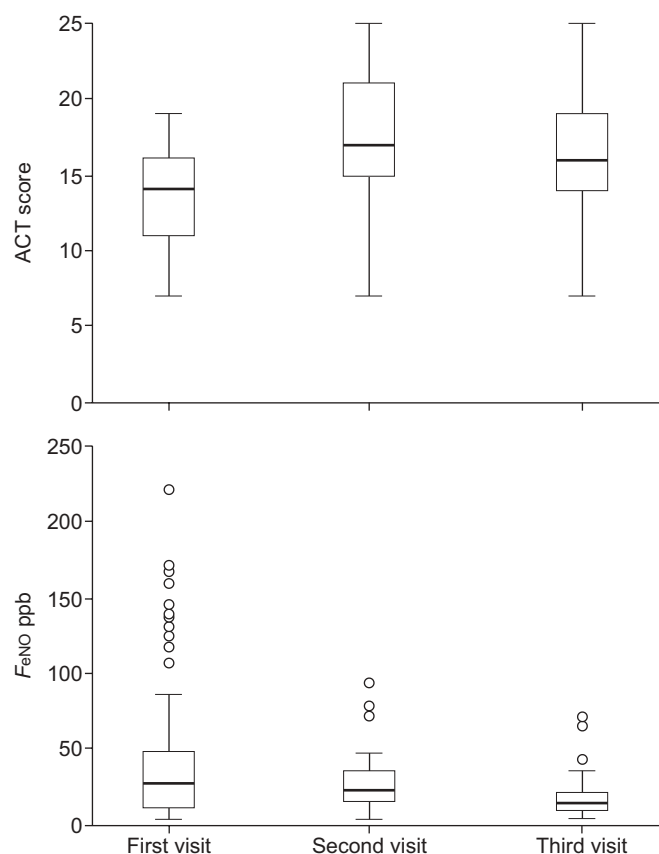 25
20
15
10
5
0
ACT score
250
200
150
100
50
0
FeNO ppb
First visit
Second visit
Third visit